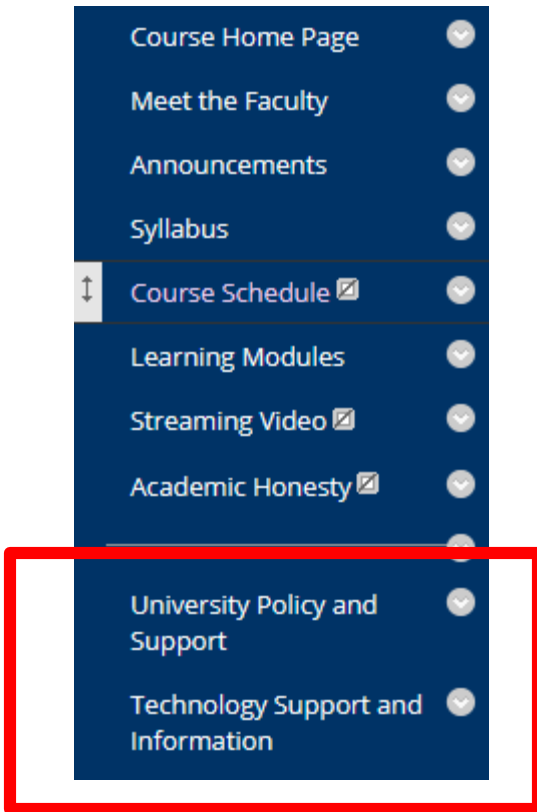 Course Home Page
Meet the Faculty
Announcements
Syllabus
Course Schedule
Learning Modules
Streaming Video
Academic Honesty
University Policy and
Support
Technology Support and
Information